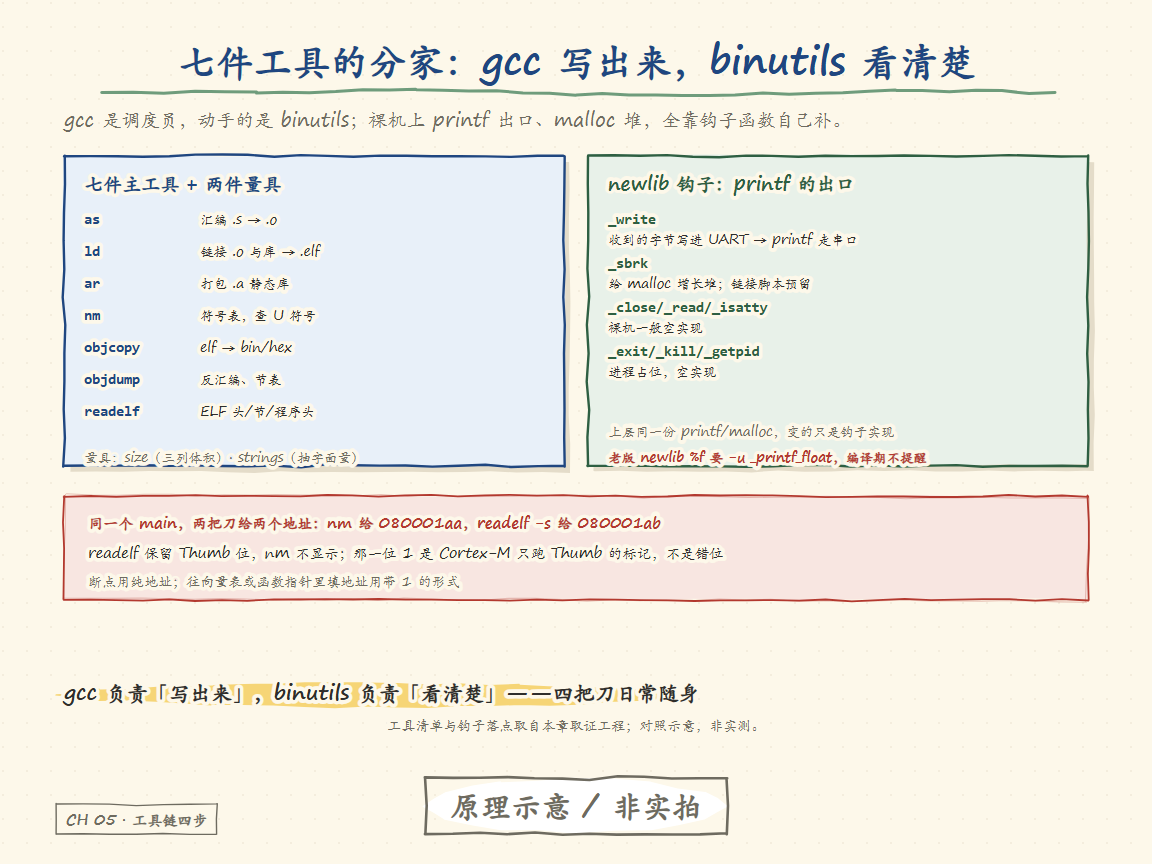 七件工具的分家：gcc 写出来，binutils 看清楚
gcc 是调度员，动手的是 binutils；裸机上 printf 出口、malloc 堆，全靠钩子函数自己补。
七件主工具 + 两件量具
as 汇编 .s → .o
ld 链接 .o 与库 → .elf
ar 打包 .a 静态库
nm 符号表，查 U 符号
objcopy elf → bin/hex
objdump 反汇编、节表
readelf ELF 头/节/程序头
量具：size（三列体积）· strings（抽字面量）
newlib 钩子：printf 的出口
_write
收到的字节写进 UART → printf 走串口
_sbrk
给 malloc 增长堆；链接脚本预留
_close/_read/_isatty
裸机一般空实现
_exit/_kill/_getpid
进程占位，空实现
上层同一份 printf/malloc，变的只是钩子实现
老版 newlib %f 要 -u _printf_float，编译期不提醒
同一个 main，两把刀给两个地址：nm 给 080001aa，readelf -s 给 080001ab
readelf 保留 Thumb 位，nm 不显示；那一位 1 是 Cortex-M 只跑 Thumb 的标记，不是错位
断点用纯地址；往向量表或函数指针里填地址用带 1 的形式
gcc 负责「写出来」，binutils 负责「看清楚」——四把刀日常随身
工具清单与钩子落点取自本章取证工程；对照示意，非实测。
原理示意 / 非实拍
CH 05 · 工具链四步